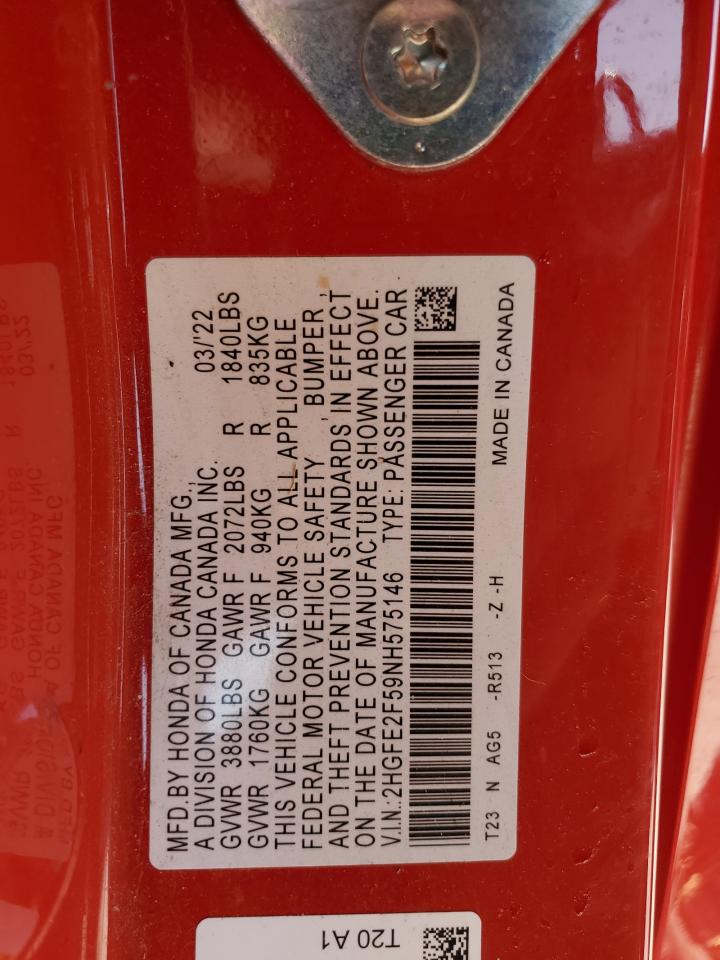 MFD.BY HONDA OF CANADA MFG.,
A DIVISION OF HONDA CANADA INC. 03/'22
GVWR 3880LBS GAWR F 2072LBS R 1840LBS
GVWR 1760KG GAWR F 940KG R 835KG
THIS VEHICLE CONFORMS TO ALL APPLICABLE
FEDERAL MOTOR VEHICLE SAFETY , BUMPER ,
AND THEFT PREVENTION STANDARDS IN EFFECT
ON THE DATE OF MANUFACTURE SHOWN ABOVE.
V.I.N.:2HGFE2F59NH575146 TYPE: PASSENGER CAR
T23 N AG5 -R513 -Z -H MADE IN CANADA
T20 A1